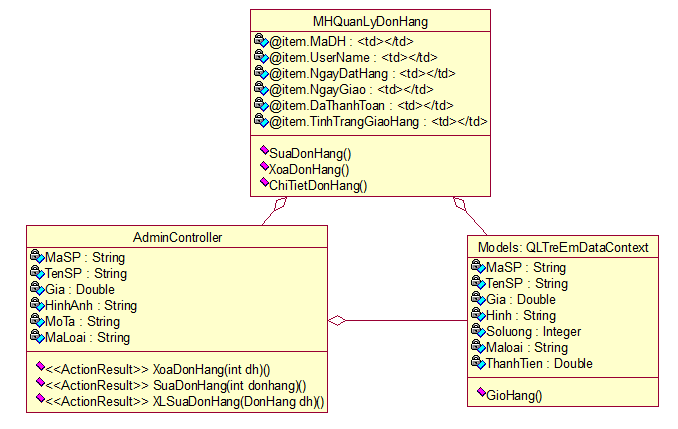 MHQuanLyDonHang
@item.MaDH : <td></td>
@item.UserName : <td></td>
@item.NgayDatHang : <td></td>
@item.NgayGiao : <td></td>
@item.DaThanhToan : <td></td>
@item.TinhTrangGiaoHang : <td></td>
SuaDonHang()
XoaDonHang()
ChiTietDonHang()
AdminController
MaSP : String
TenSP : String
Gia : Double
HinhAnh : String
MoTa : String
MaLoai : String
<<ActionResult>> XoaDonHang(int dh)()
<<ActionResult>> SuaDonHang(int donhang)()
<<ActionResult>> XLSuaDonHang(DonHang dh)()
Models: QLTreEmDataContext
MaSP : String
TenSP : String
Gia : Double
Hinh : String
Soluong : Integer
Maloai : String
ThanhTien : Double
GioHang()